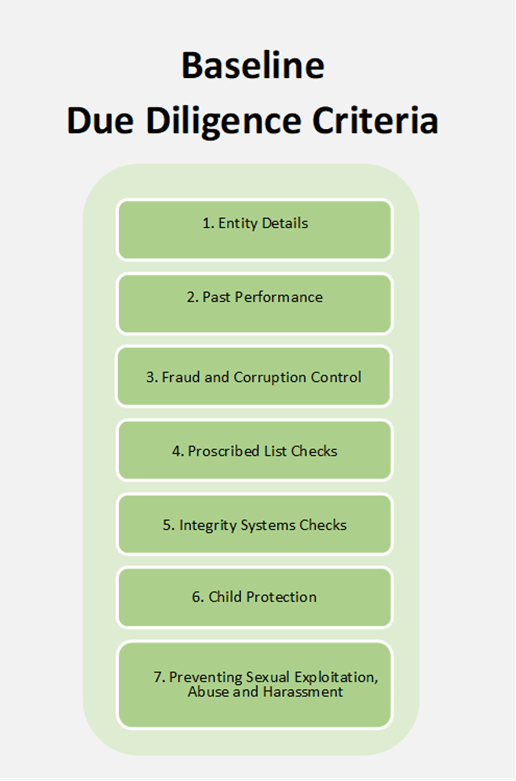 Baseline
Due Diligence Criteria
1. Entity Details
2. Past Performance
3. Fraud and Corruption Control
4. Proscribed List Checks
5. Integrity Systems Checks
6. Child Protection
7. Preventing Sexual Exploitation,
Abuse and Harassment